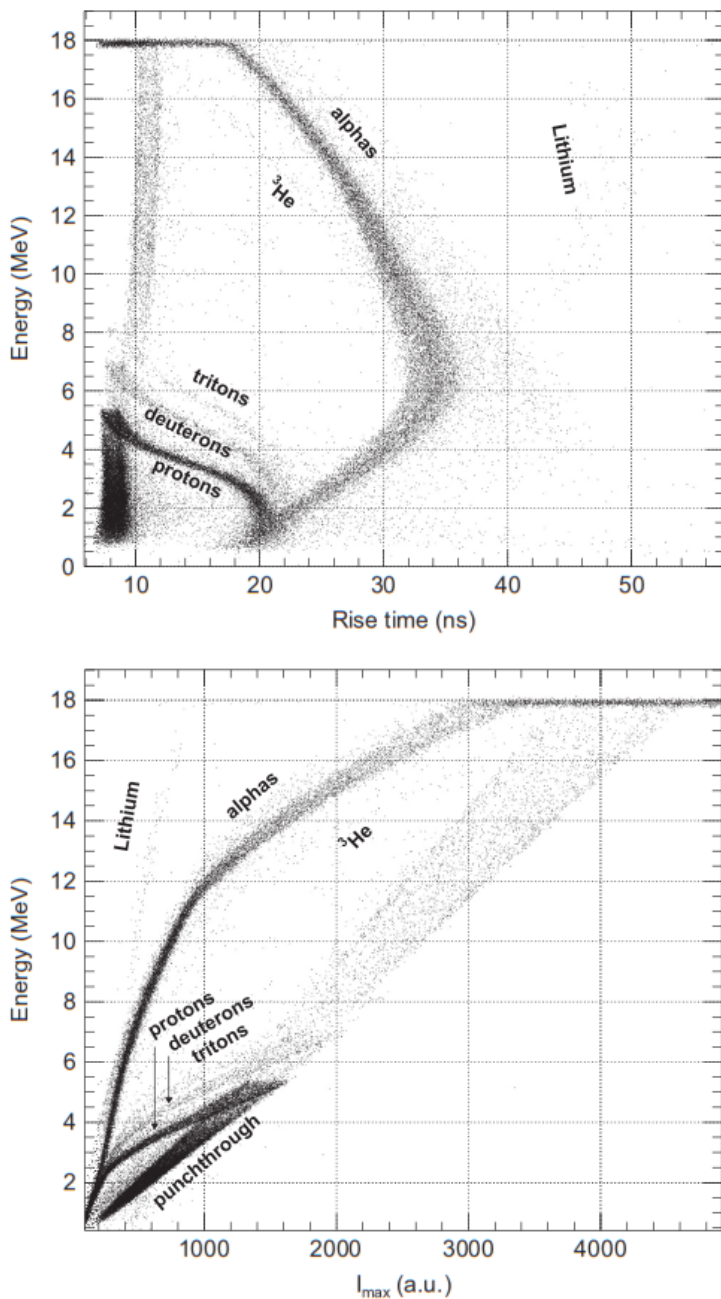 18
16
14
12
10
8
6
4
2
0
Energy (MeV)
alphas
Lithium
³He
tritons
deuterons
protons
10 20 30 40 50
Rise time (ns)
18
16
14
12
10
8
6
4
2
Energy (MeV)
Lithium
alphas
³He
protons
deuterons
tritons
punchthrough
1000 2000 3000 4000
Imax (a.u.)